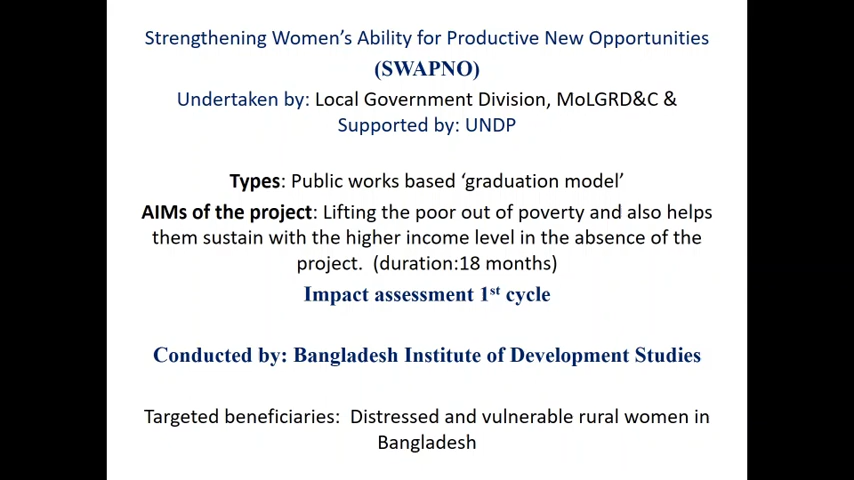 Strengthening Women’s Ability for Productive New Opportunities
(SWAPNO)
Undertaken by: Local Government Division, MoLGRD&C &
Supported by: UNDP
Types: Public works based ‘graduation model’
AIMs of the project: Lifting the poor out of poverty and also helps
them sustain with the higher income level in the absence of the
project.  (duration:18 months)
Impact assessment 1st cycle
Conducted by: Bangladesh Institute of Development Studies
Targeted beneficiaries:  Distressed and vulnerable rural women in
Bangladesh